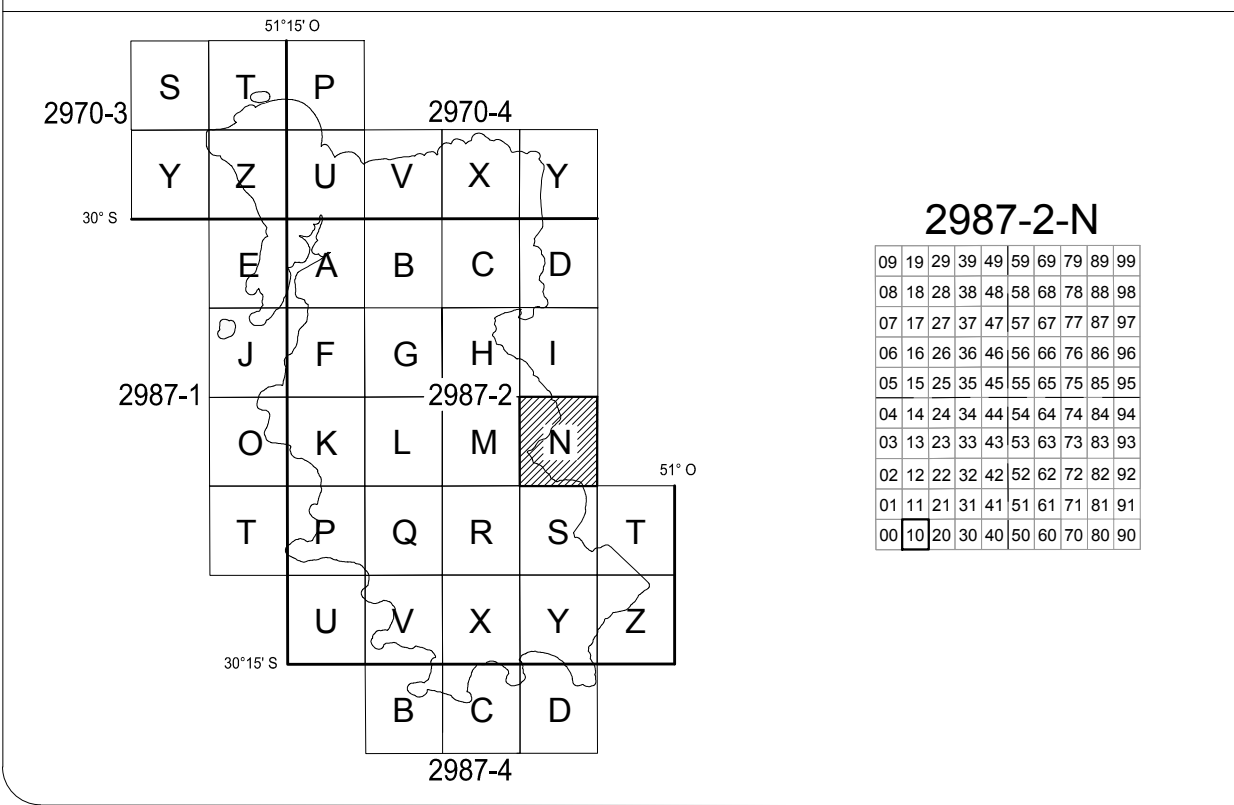 51°15' O
S T P
2970-3 2970-4
Y Z U V X Y
30° S
E A B C D
J F G H I
2987-1 2987-2
O K L M N
51° O
T P Q R S T
U V X Y Z
30°15' S
B C D
2987-4
2987-2-N
09 19 29 39 49 59 69 79 89 99
08 18 28 38 48 58 68 78 88 98
07 17 27 37 47 57 67 77 87 97
06 16 26 36 46 56 66 76 86 96
05 15 25 35 45 55 65 75 85 95
04 14 24 34 44 54 64 74 84 94
03 13 23 33 43 53 63 73 83 93
02 12 22 32 42 52 62 72 82 92
01 11 21 31 41 51 61 71 81 91
00 10 20 30 40 50 60 70 80 90